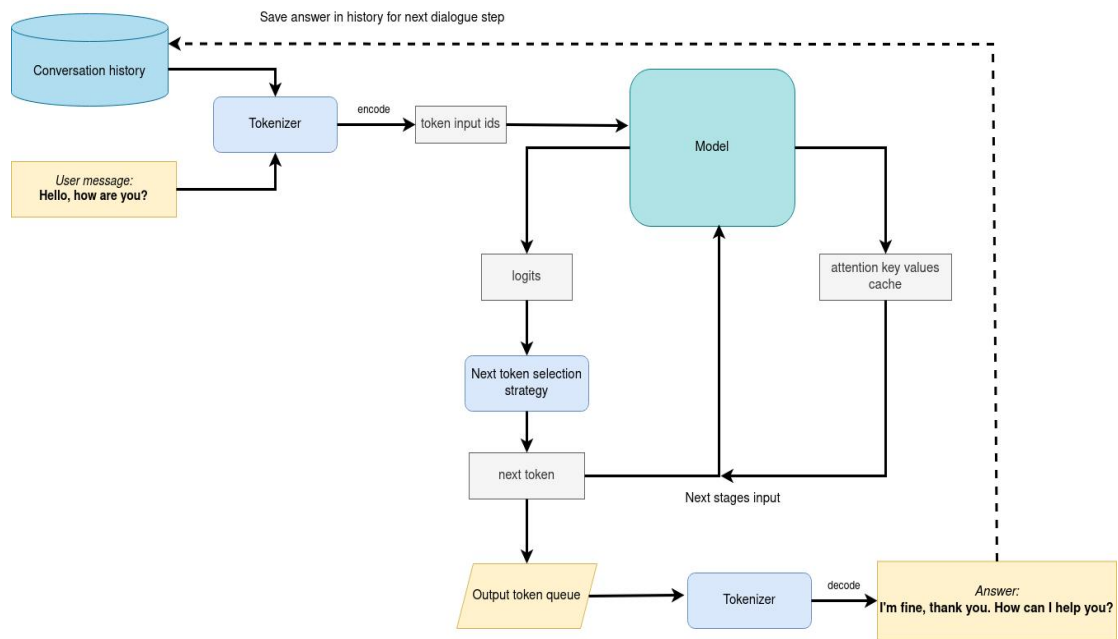 Save answer in history for next dialogue step
Conversation history
Tokenizer
encode
token input ids
Model
User message:
Hello, how are you?
logits
attention key values
cache
Next token selection
strategy
next token
Next stages input
Output token queue
Tokenizer
decode
Answer:
I'm fine, thank you. How can I help you?